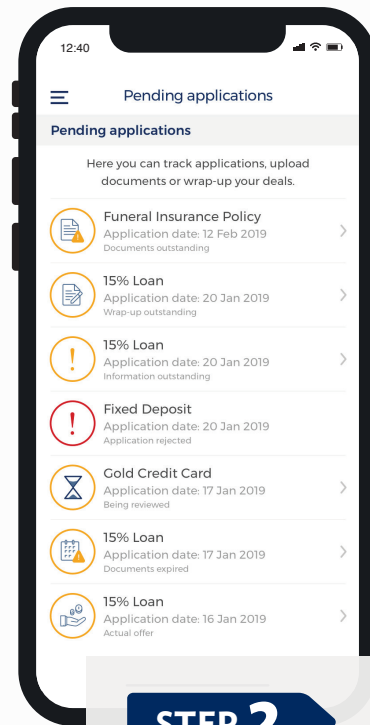 12:40
Pending applications
Pending applications
Here you can track applications, upload
documents or wrap-up your deals.
Funeral Insurance Policy
Application date: 12 Feb 2019
Documents outstanding
15% Loan
Application date: 20 Jan 2019
Wrap-up outstanding
15% Loan
Application date: 20 Jan 2019
Information outstanding
Fixed Deposit
Application date: 20 Jan 2019
Application rejected
Gold Credit Card
Application date: 17 Jan 2019
Being reviewed
15% Loan
Application date: 17 Jan 2019
Documents expired
15% Loan
Application date: 16 Jan 2019
Actual offer
STEP 2